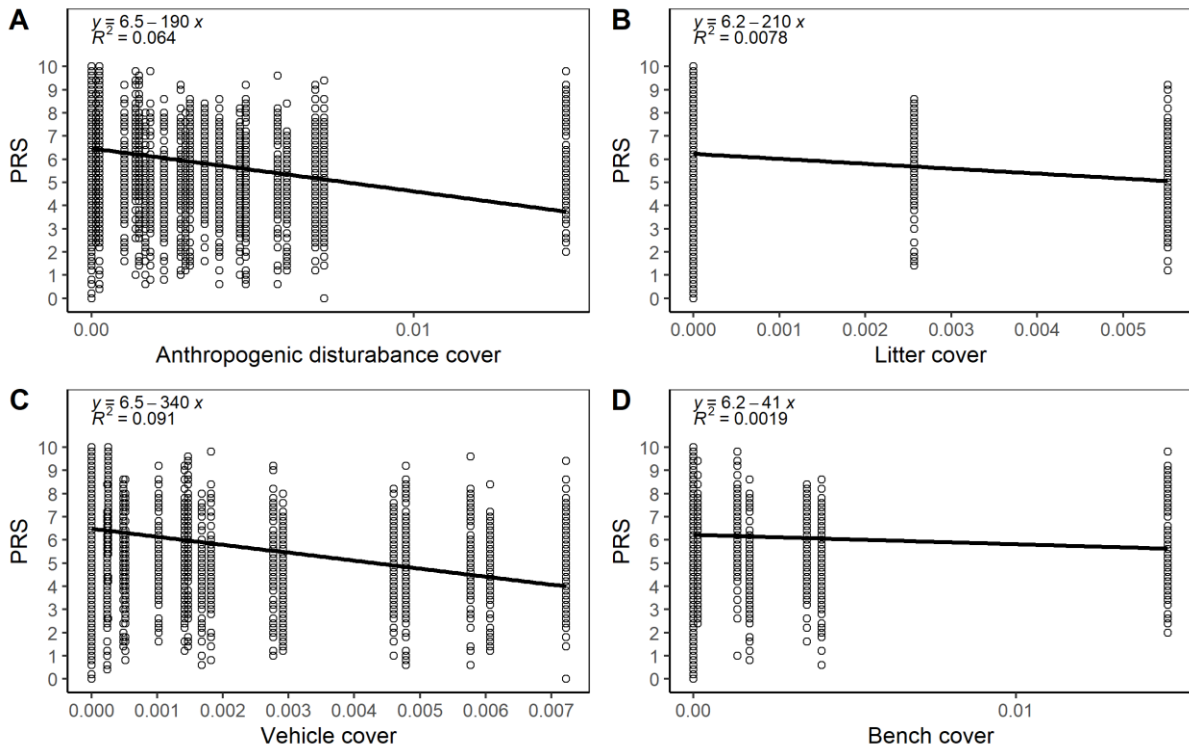 A
y = 6.5 – 190 x
R² = 0.064
PRS
10
9
8
7
6
5
4
3
2
1
0
0.00 0.01
Anthropogenic disturabance cover
B
y = 6.2 – 210 x
R² = 0.0078
PRS
10
9
8
7
6
5
4
3
2
1
0
0.000 0.001 0.002 0.003 0.004 0.005
Litter cover
C
y = 6.5 – 340 x
R² = 0.091
PRS
10
9
8
7
6
5
4
3
2
1
0
0.000 0.001 0.002 0.003 0.004 0.005 0.006 0.007
Vehicle cover
D
y = 6.2 – 41 x
R² = 0.0019
PRS
10
9
8
7
6
5
4
3
2
1
0
0.00 0.01
Bench cover